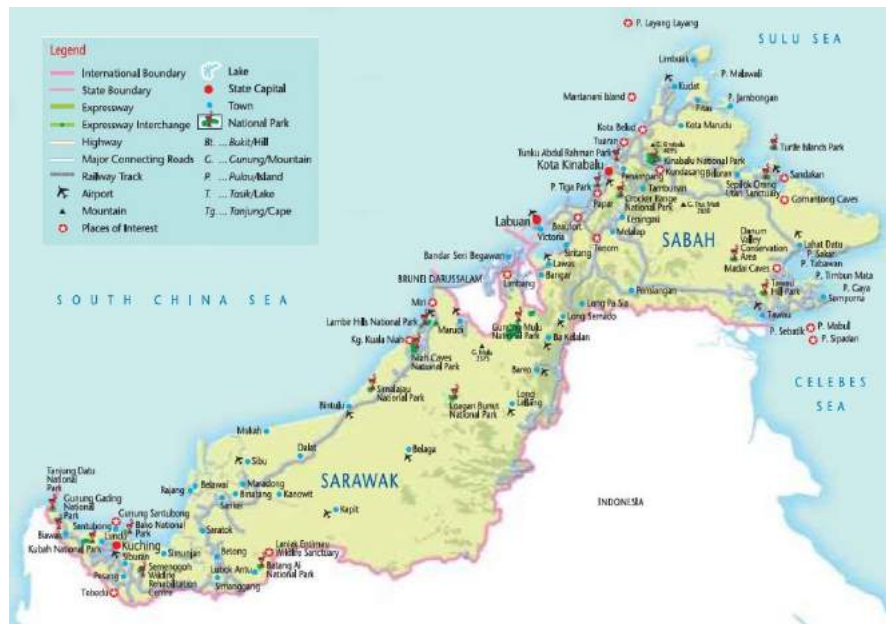 P. Layang Layang
SULU SEA
Legend
International Boundary
State Boundary
Expressway
Expressway Interchange
Highway
Major Connecting Roads
Railway Track
Airport
Mountain
Places of Interest
Lake
State Capital
Town
National Park
Bt. ... Bukit/Hill
G. ... Gunung/Mountain
P. ... Pulau/Island
T. ... Tasik/Lake
Tg. ... Tanjung/Cape
Limbuak
P. Malawali
Mantanani Island
Kudat
Pitas
P. Jambongan
Kota Belud
Kota Marudu
Tuaran
Turtle Islands Park
Tunku Abdul Rahman Park
Kinabalu National Park
Kota Kinabalu
Penampang
Kundasang
Beluran
Sandakan
Sepilok Orang
Utan Sanctuary
P. Tiga Park
Tambunan
Crocker Range
National Park
Gomantong Caves
Papar
Labuan
Beaufort
Keningau
SABAH
Victoria
Melalap
Danum
Valley
Conservation
Area
Lahat Datu
P. Sakar
P. Tabawan
Bandar Seri Begawan
Sintang
Tenom
Lawas
Madai Caves
P. Timbun Mata
BRUNEI DARUSSALAM
Bangar
Limbang
Tawau
Hill Park
P. Gaya
Pensiangan
Semporna
SOUTH CHINA SEA
Miri
Long Pa Sia
Tawau
Lambir Hills National Park
Marudi
Gunung Mulu
National Park
Long Semado
P. Sebatik
P. Mabul
P. Sipadan
Kg. Kuala Niah
Ba Kelalan
G. Mulu
Niah Caves
National Park
Bareo
CELEBES
SEA
Similajau
National Park
Loagan Bunut
National Park
Long
Lellang
Bintulu
Mukah
Dalat
Belaga
Sibu
SARAWAK
INDONESIA
Tanjung Datu
National
Park
Rajang
Belawai
Maradong
Binatang
Kanowit
Gunung Gading
National
Park
Sarikei
Gunung Santubong
Kapit
Santubong
Bako National
Park
Lundu
Saratok
Biawak
Kubah National Park
Kuching
Lanjak Entimau
Wildlife Sanctuary
Siburan
Simunjan
Betong
Semenggoh
Wildlife
Rehabilitation
Centre
Lubok Antu
Batang Ai
National Park
Simanggang
Tebedu